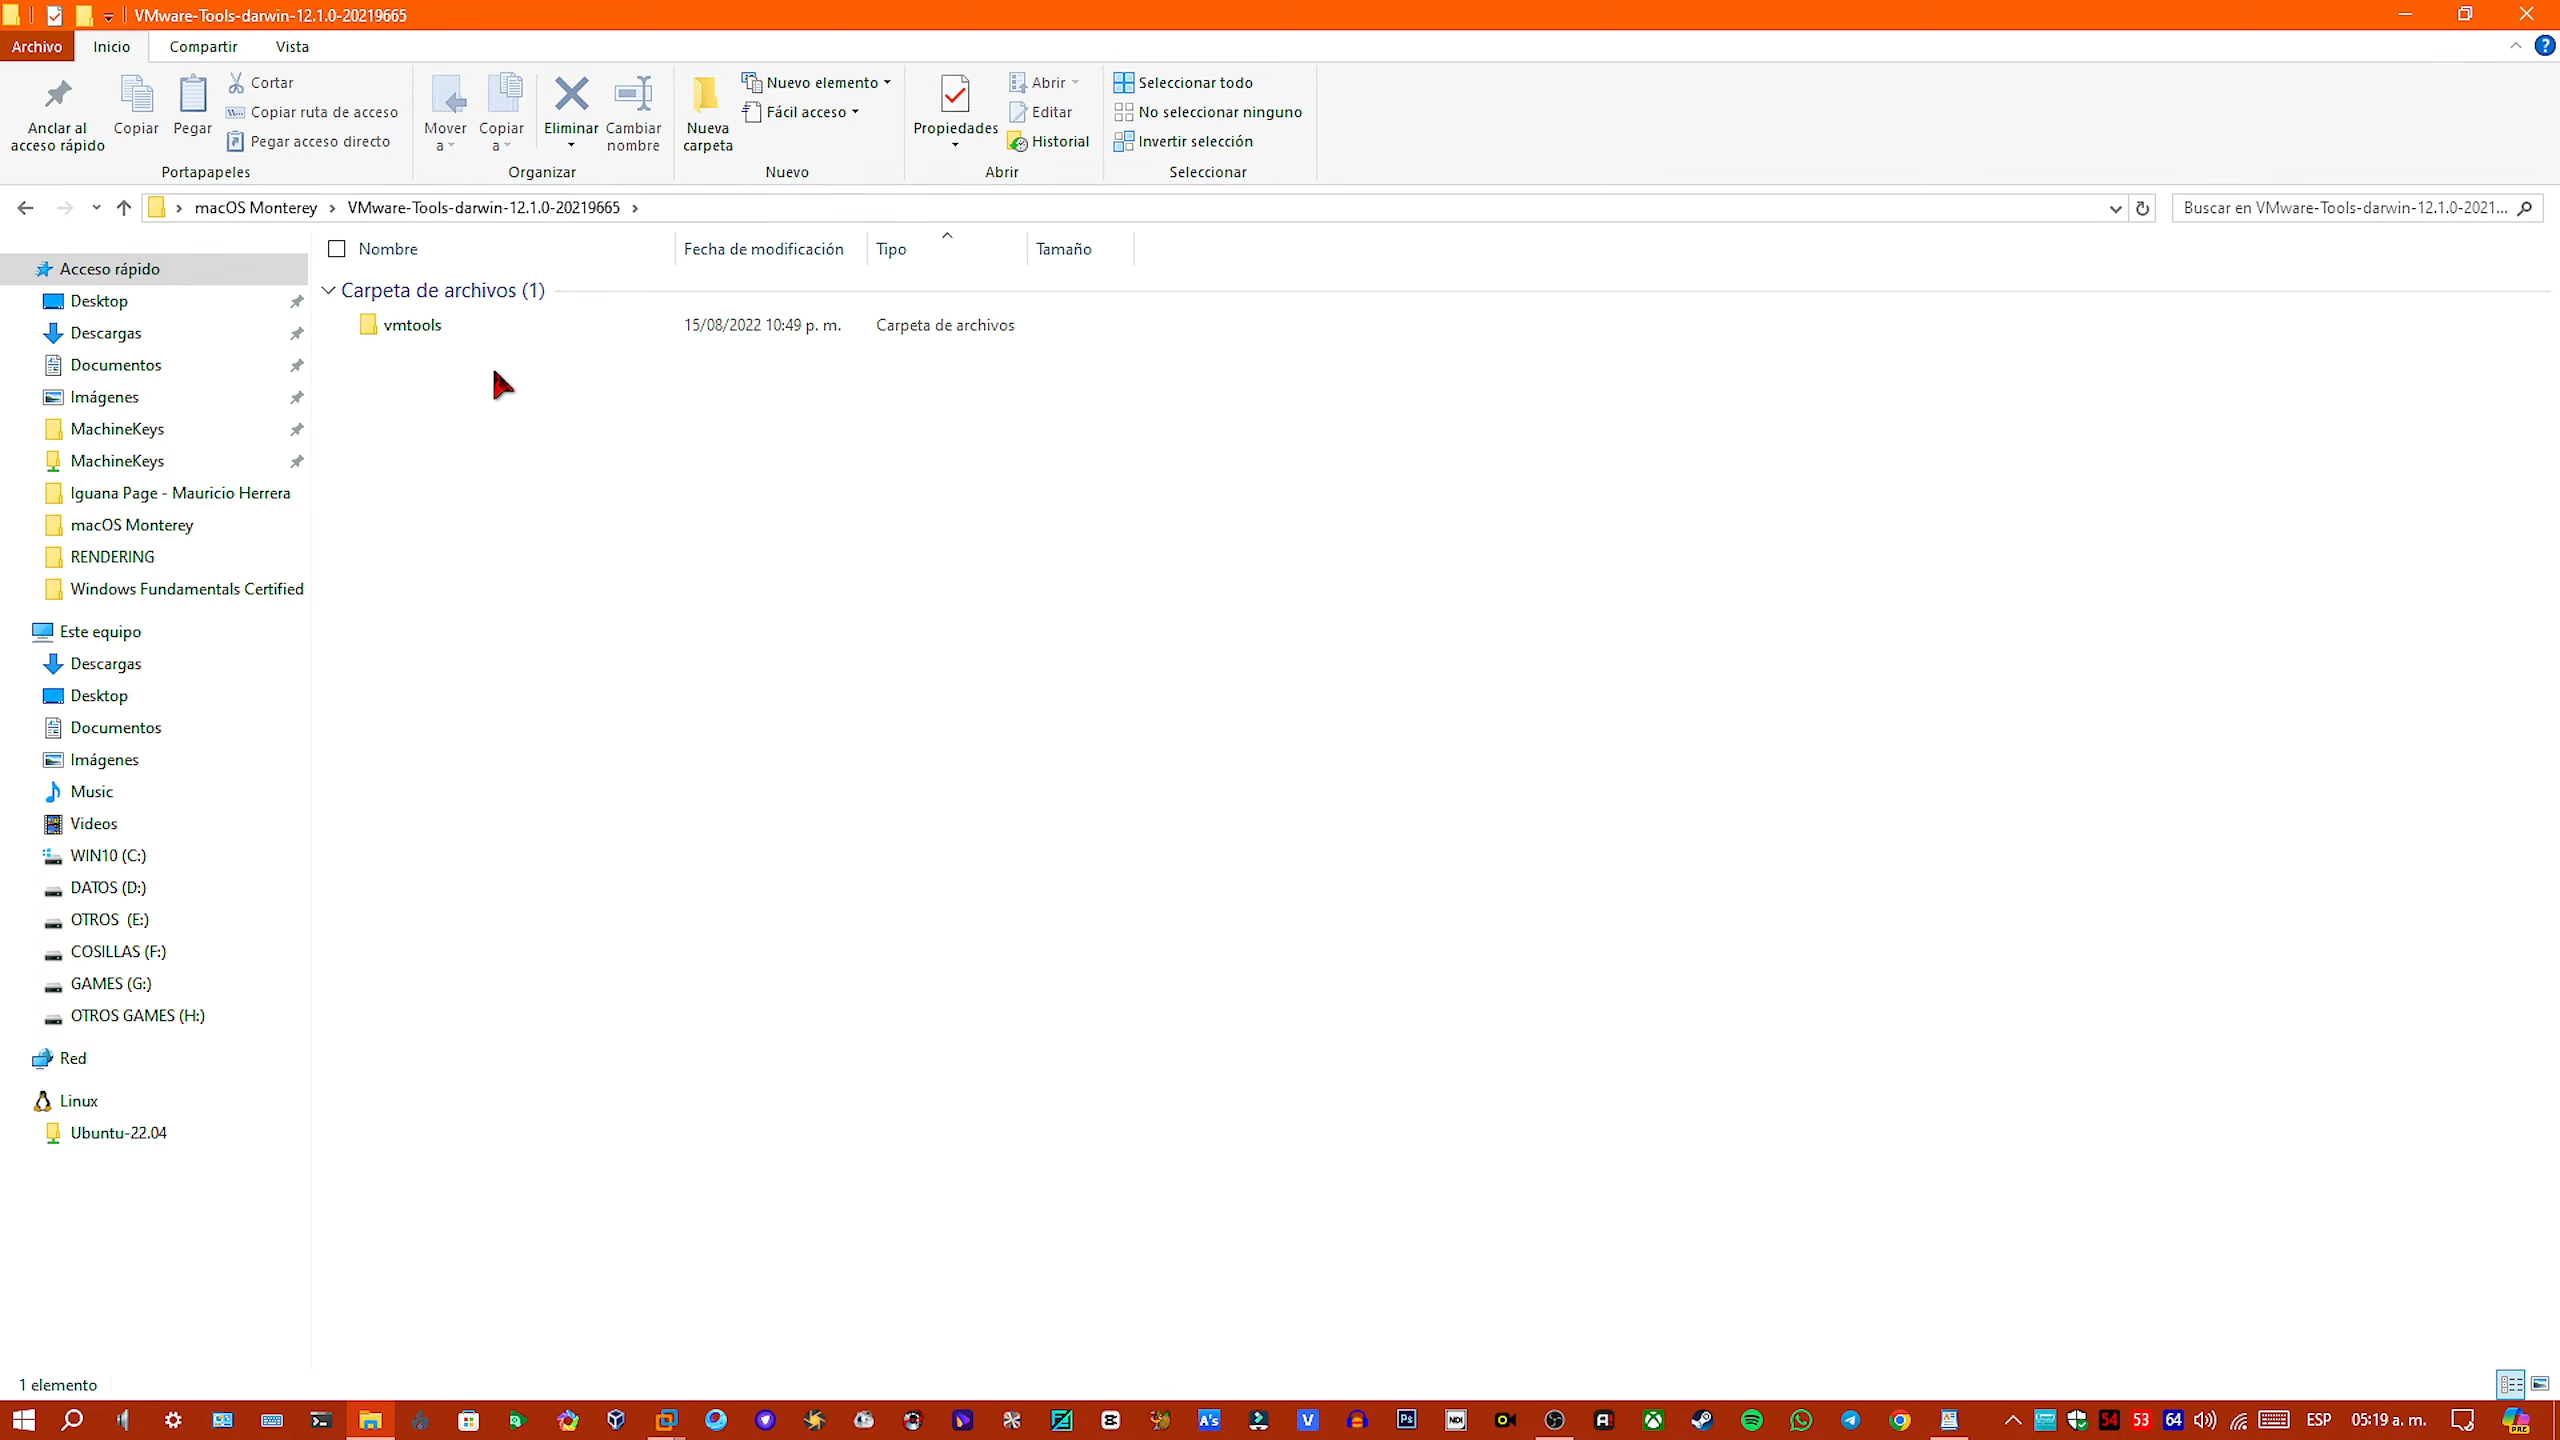 VMware-Tools-darwin-12.1.0-20219665
Archivo Inicio Compartir Vista
Anclar al acceso rápido
Copiar
Pegar
Cortar
Copiar ruta de acceso
Pegar acceso directo
Portapapeles
Mover a
Copiar a
Eliminar
Cambiar nombre
Organizar
Nueva carpeta
Nuevo elemento
Fácil acceso
Nuevo
Propiedades
Abrir
Editar
Historial
Abrir
Seleccionar todo
No seleccionar ninguno
Invertir selección
Seleccionar
macOS Monterey VMware-Tools-darwin-12.1.0-20219665
Buscar en VMware-Tools-darwin-12.1.0-2021...
Nombre Fecha de modificación Tipo Tamaño
Carpeta de archivos (1)
vmtools 15/08/2022 10:49 p. m. Carpeta de archivos
Acceso rápido
Desktop
Descargas
Documentos
Imágenes
MachineKeys
MachineKeys
Iguana Page - Mauricio Herrera
macOS Monterey
RENDERING
Windows Fundamentals Certified
Este equipo
Descargas
Desktop
Documentos
Imágenes
Music
Videos
WIN10 (C:)
DATOS (D:)
OTROS (E:)
COSILLAS (F:)
GAMES (G:)
OTROS GAMES (H:)
Red
Linux
Ubuntu-22.04
1 elemento
A's V Ps NDI 54 53 64 ESP 05:19 a. m. PRE